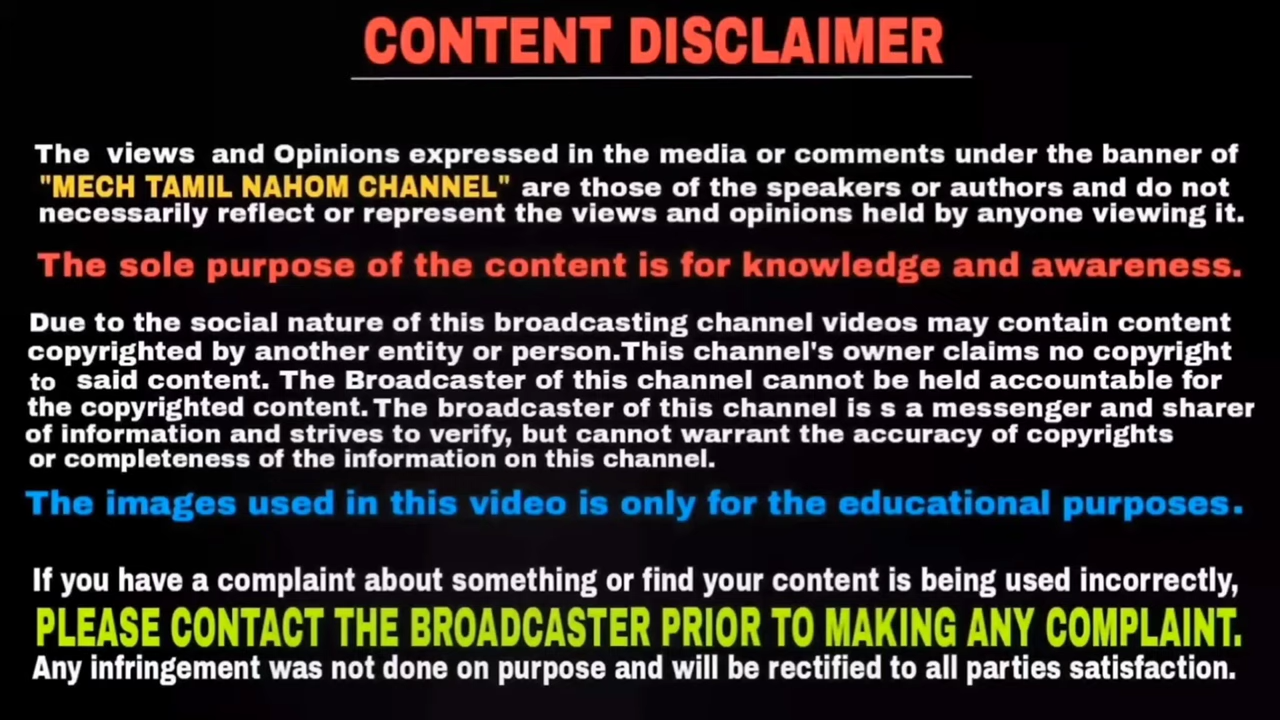 CONTENT DISCLAIMER
The views and Opinions expressed in the media or comments under the banner of
"MECH TAMIL NAHOM CHANNEL" are those of the speakers or authors and do not
necessarily reflect or represent the views and opinions held by anyone viewing it.
The sole purpose of the content is for knowledge and awareness.
Due to the social nature of this broadcasting channel videos may contain content
copyrighted by another entity or person.This channel's owner claims no copyright
to said content. The Broadcaster of this channel cannot be held accountable for
the copyrighted content. The broadcaster of this channel is s a messenger and sharer
of information and strives to verify, but cannot warrant the accuracy of copyrights
or completeness of the information on this channel.
The images used in this video is only for the educational purposes.
If you have a complaint about something or find your content is being used incorrectly,
PLEASE CONTACT THE BROADCASTER PRIOR TO MAKING ANY COMPLAINT.
Any infringement was not done on purpose and will be rectified to all parties satisfaction.